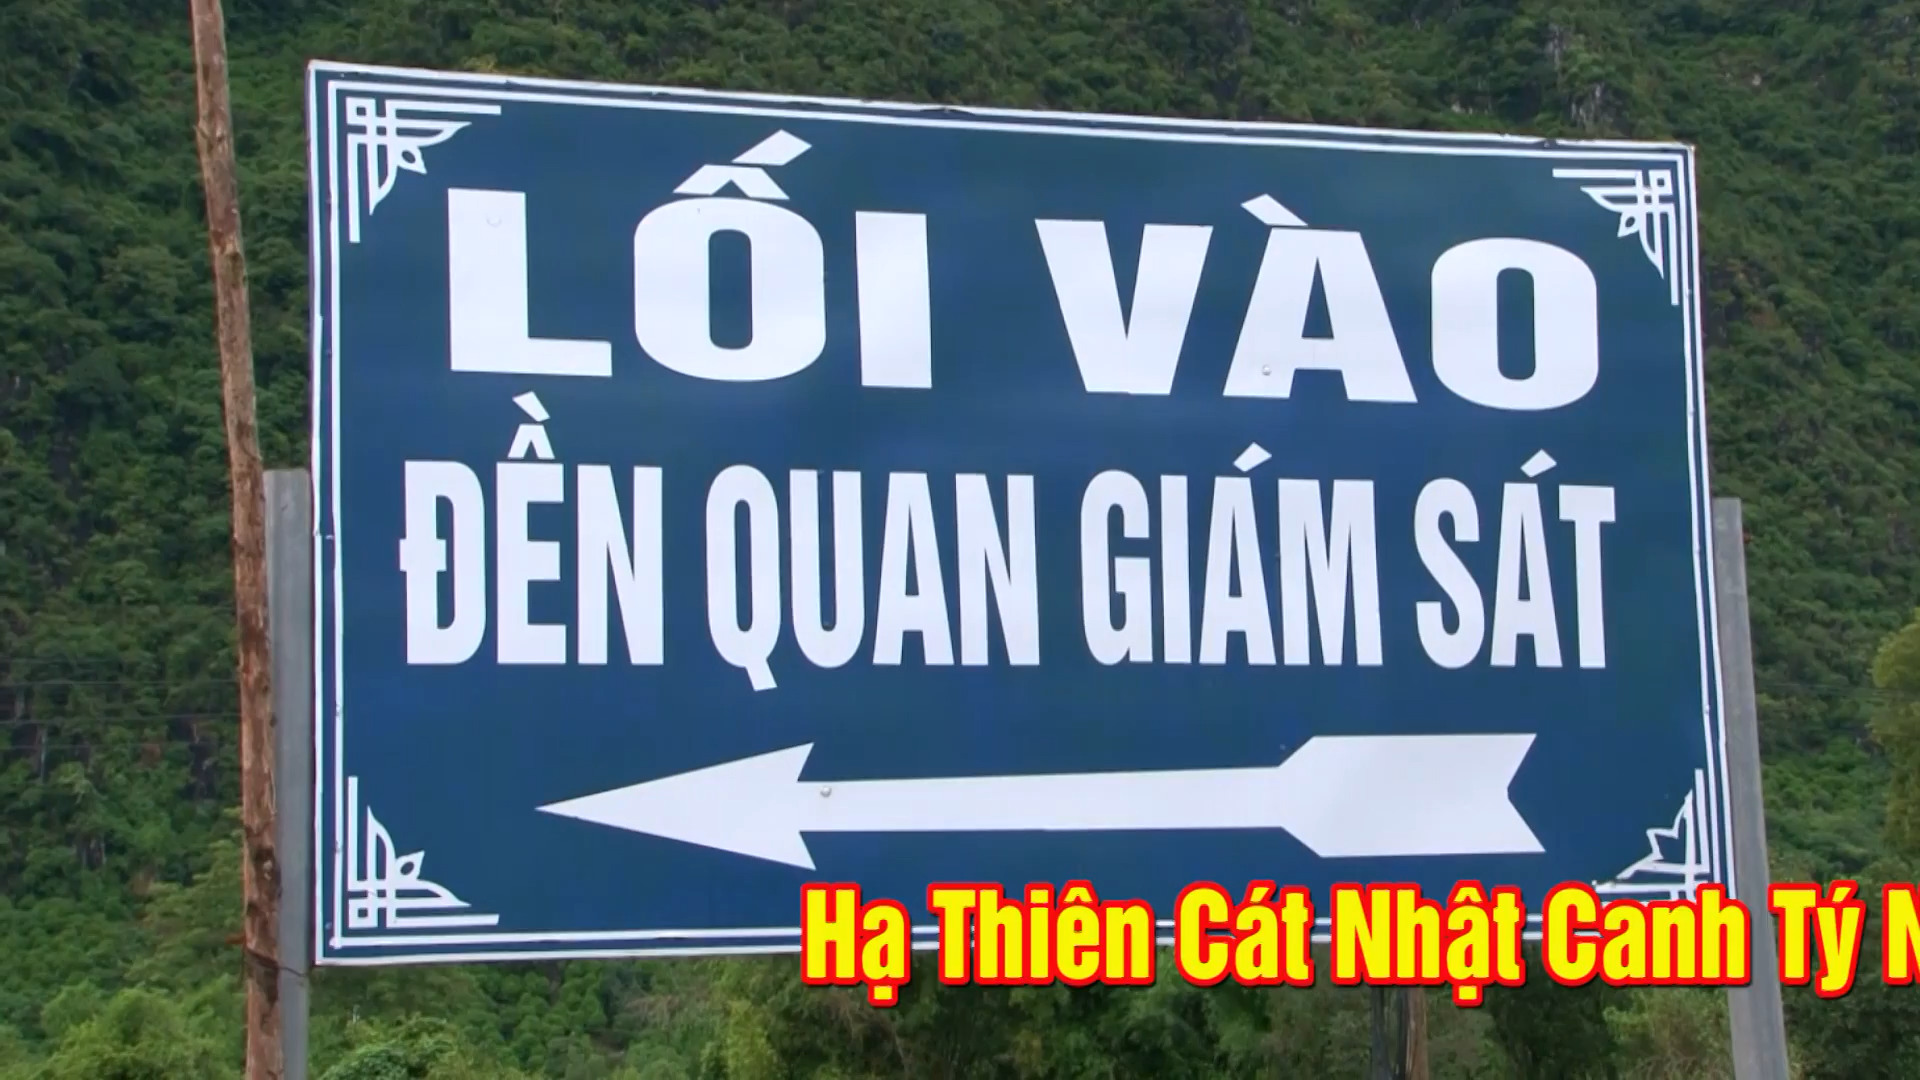 LỐI VÀO
ĐỀN QUAN GIÁM SÁT
Hạ Thiên Cát Nhật Canh Tý